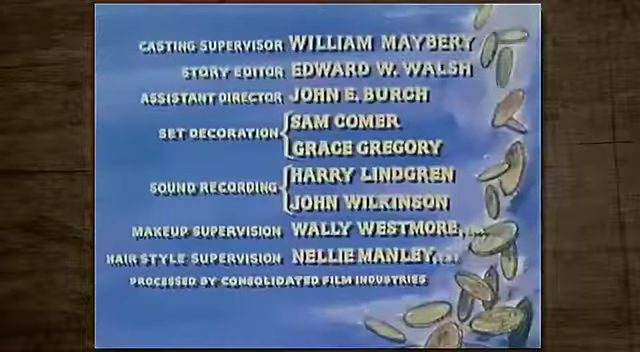 CASTING SUPERVISOR WILLIAM MAYBERY
STORY EDITOR EDWARD W. WALSH
ASSISTANT DIRECTOR JOHN E. BURCH
SET DECORATION SAM COMER
GRACE GREGORY
SOUND RECORDING HARRY LINDGREN
JOHN WILKINSON
MAKEUP SUPERVISION WALLY WESTMORE,
HAIR STYLE SUPERVISION NELLIE MANLEY,
PROCESSED BY CONSOLIDATED FILM INDUSTRIES